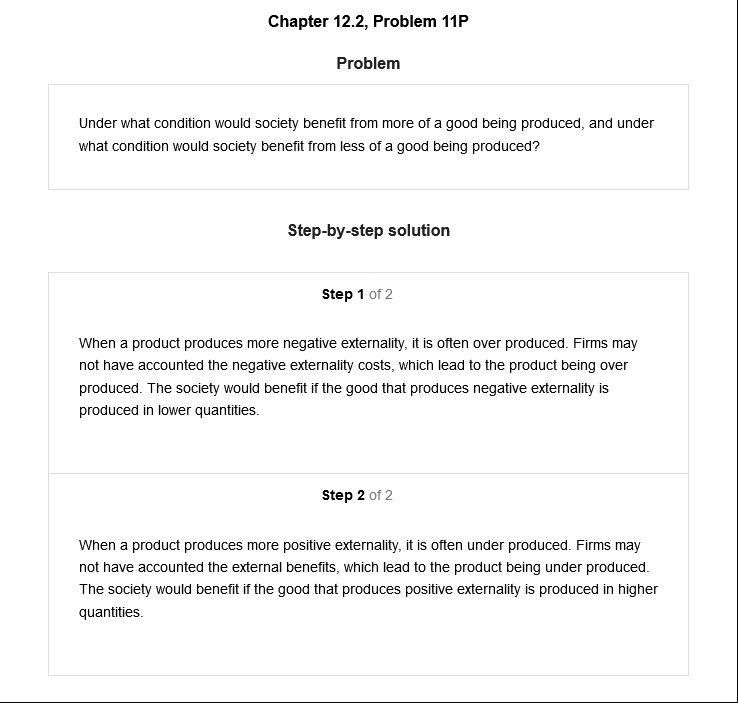 Chapter 12.2, Problem 11P
Problem
Under what condition would society benefit from more of a good being produced, and under
what condition would society benefit from less of a good being produced?
Step-by-step solution
Step 1 of 2
When a product produces more negative externality, it is often over produced. Firms may
not have accounted the negative externality costs, which lead to the product being over
produced. The society would benefit if the good that produces negative externality is
produced in lower quantities.
Step 2 of 2
When a product produces more positive externality, it is often under produced. Firms may
not have accounted the external benefits, which lead to the product being under produced.
The society would benefit if the good that produces positive externality is produced in higher
quantities.